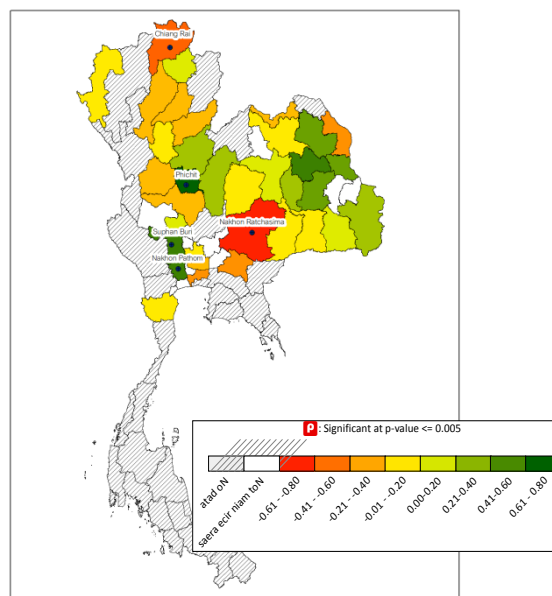 Chiang Rai
Phichit
Nakhon Ratchasima
Suphan Buri
Nakhon Pathom
P : Significant at p-value <= 0.005
atad oN
saera ecir niam toN
-0.61 - -0.80
-0.41 - -0.60
-0.21 - -0.40
-0.01 - -0.20
0.00-0.20
0.21-0.40
0.41-0.60
0.61 - 0.80